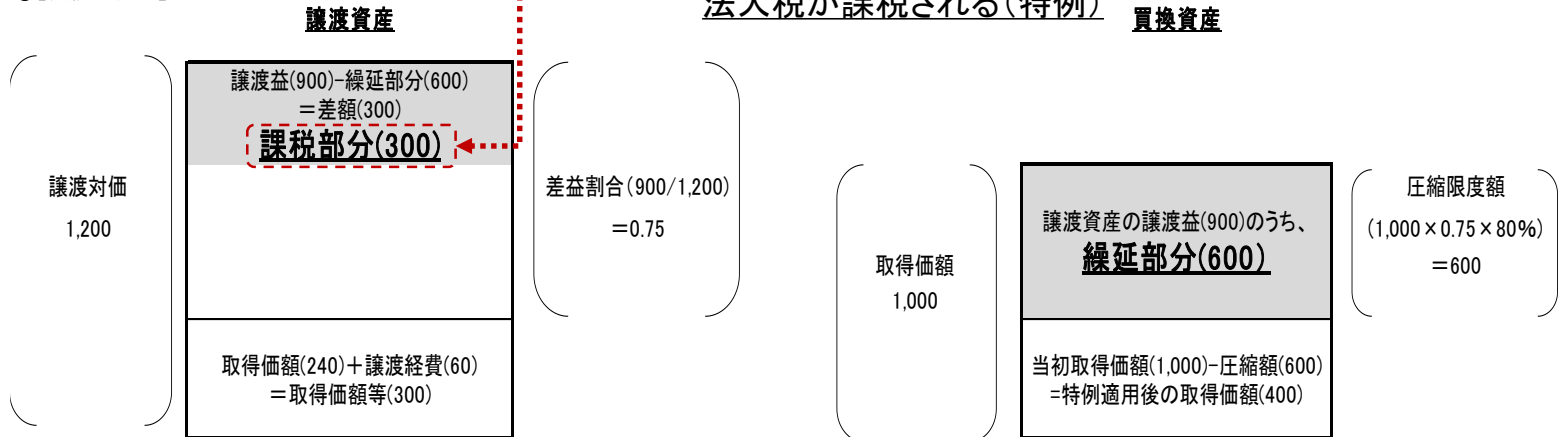 法人税が課税される(特例)
譲渡資産
買換資産
譲渡対価
1,200
譲渡益(900)-繰延部分(600)
＝差額(300)
課税部分(300)
取得価額(240)＋譲渡経費(60)
＝取得価額等(300)
差益割合(900/1,200)
＝0.75
取得価額
1,000
譲渡資産の譲渡益(900)のうち、
繰延部分(600)
当初取得価額(1,000)-圧縮額(600)
=特例適用後の取得価額(400)
圧縮限度額
(1,000×0.75×80%)
＝600